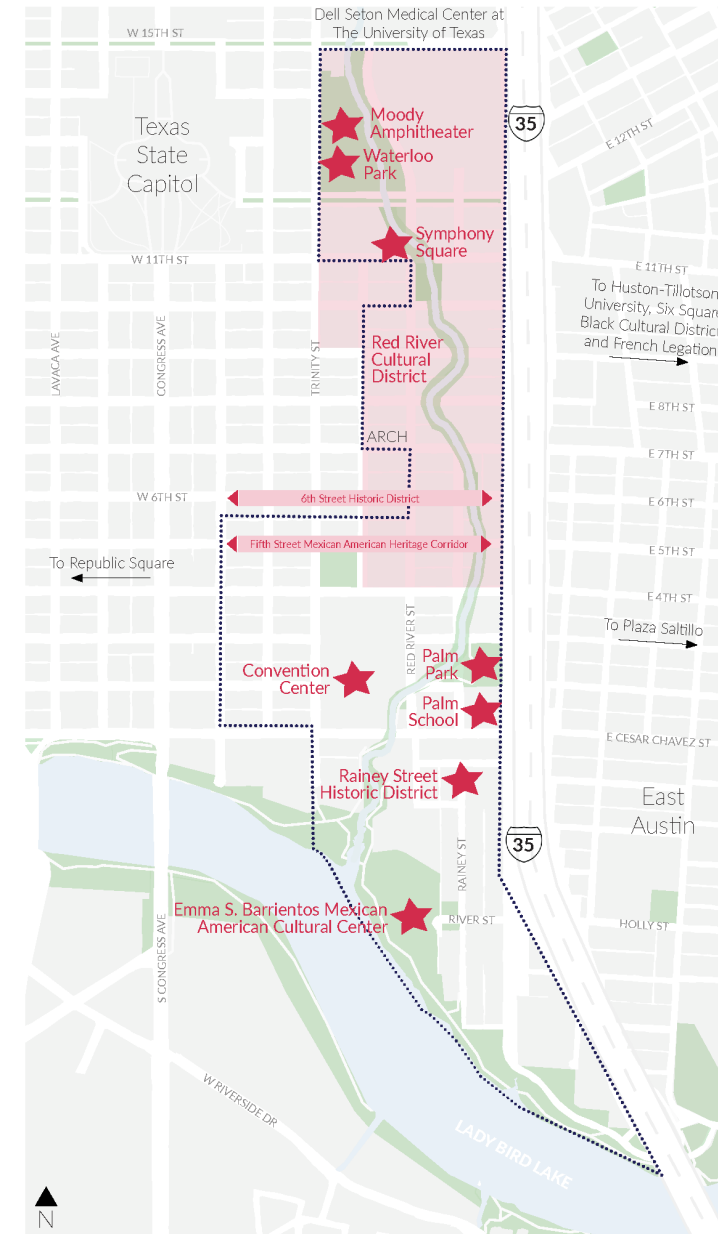 Dell Seton Medical Center at
The University of Texas
W 15TH ST
35
Moody
Amphitheater
E 12TH ST
Texas
State
Capitol
Waterloo
Park
Symphony
Square
W 11TH ST
E 11TH ST
To Huston-Tillotson
University, Six Square
Black Cultural District
and French Legation
LAVACA AVE
CONGRESS AVE
TRINITY ST
Red River
Cultural
District
E 8TH ST
ARCH
E 7TH ST
W 6TH ST
6th Street Historic District
E 6TH ST
Fifth Street Mexican American Heritage Corridor
E 5TH ST
To Republic Square
E 4TH ST
RED RIVER ST
To Plaza Saltillo
Convention
Center
Palm
Park
Palm
School
E CESAR CHAVEZ ST
Rainey Street
Historic District
East
Austin
35
RAINEY ST
Emma S. Barrientos Mexican
American Cultural Center
RIVER ST
HOLLY ST
S CONGRESS AVE
W RIVERSIDE DR
LADY BIRD LAKE
N